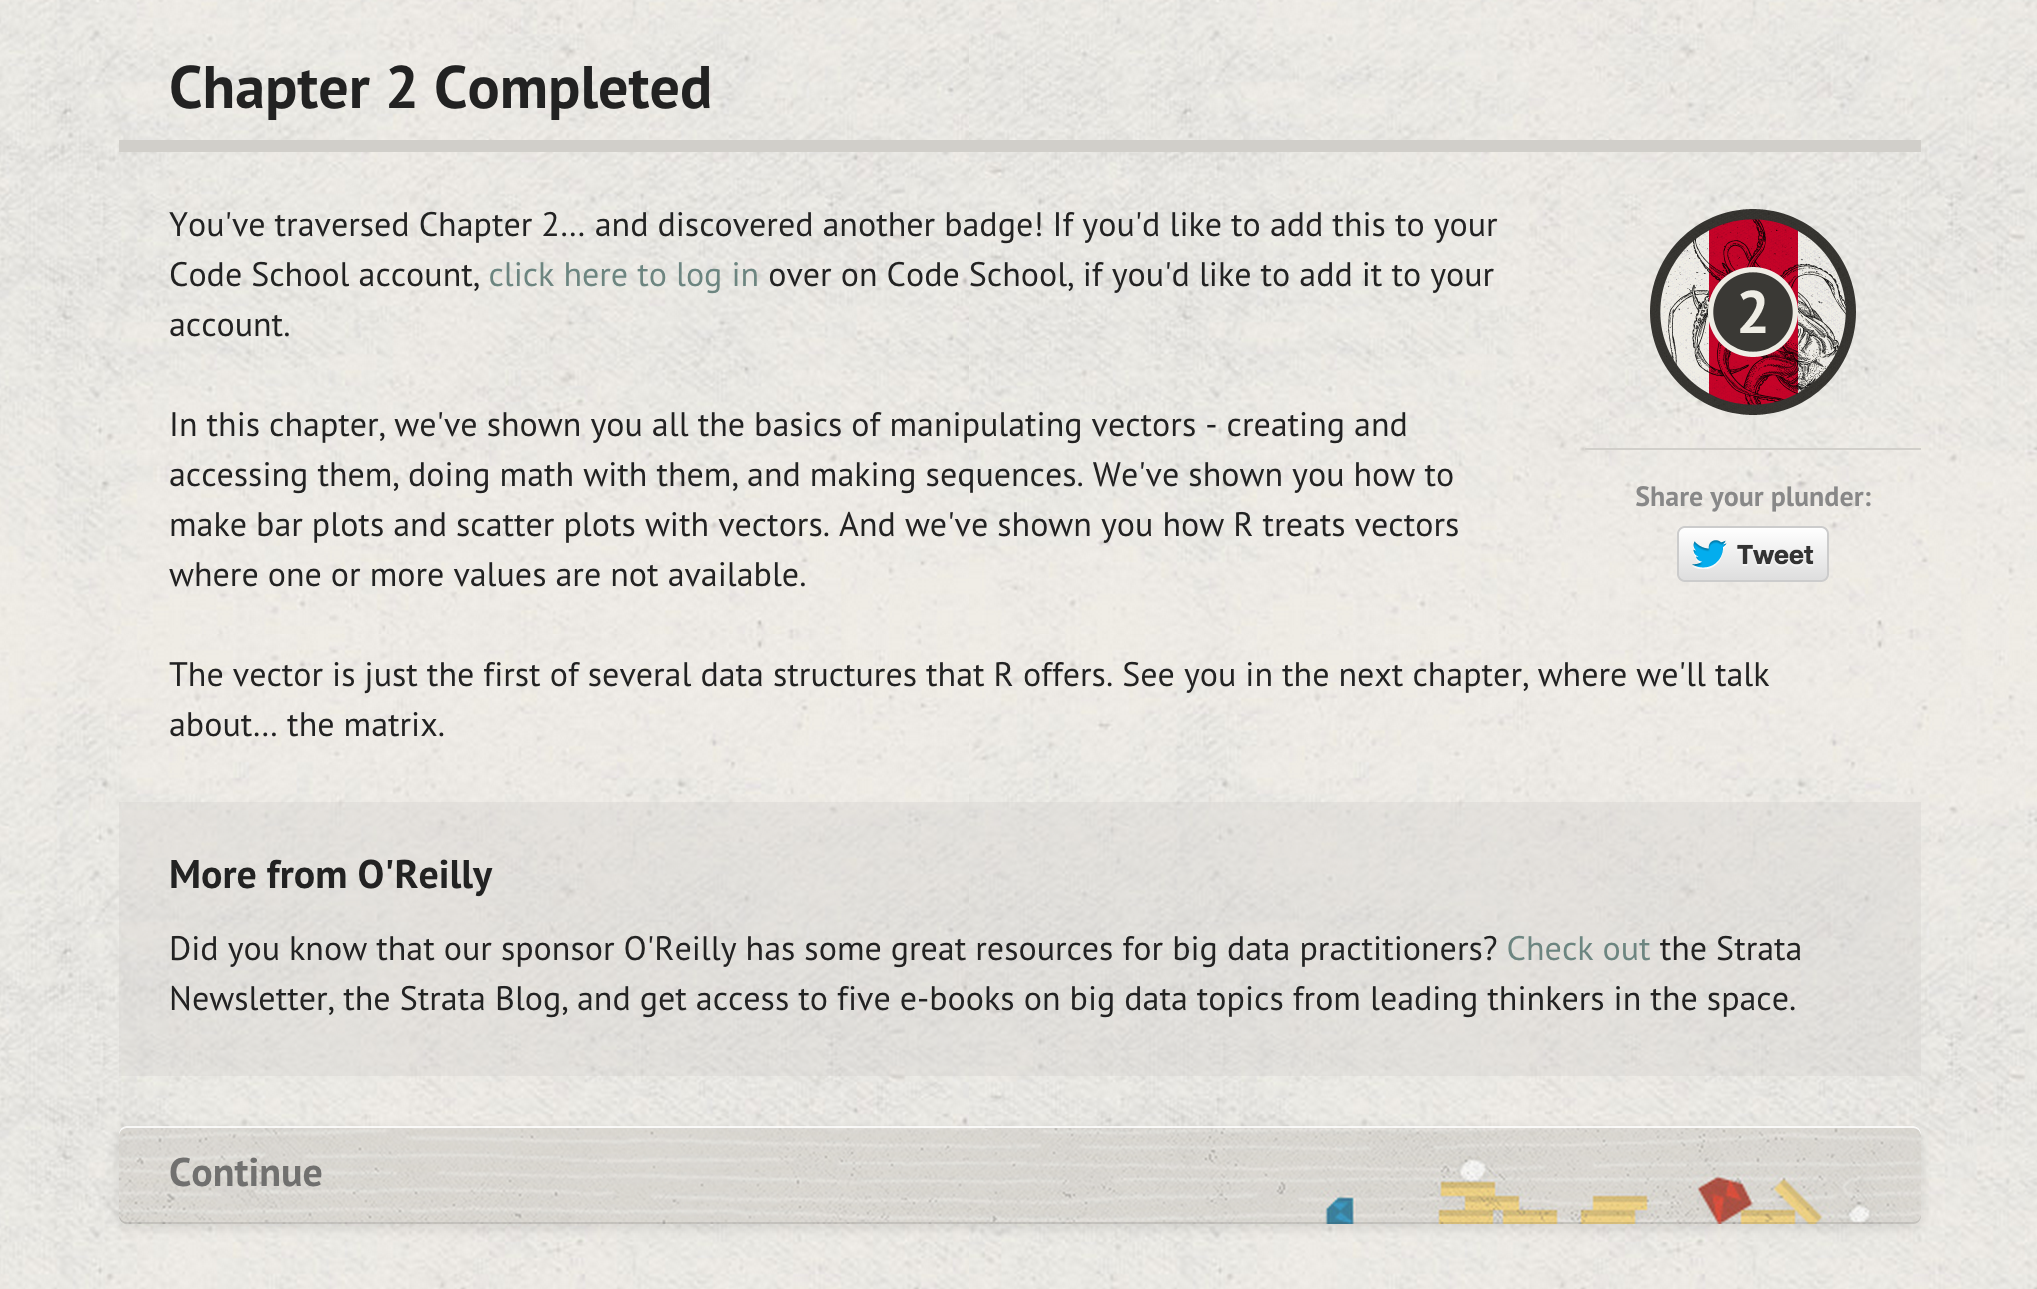 Chapter 2 Completed
You've traversed Chapter 2... and discovered another badge! If you'd like to add this to your
Code School account, click here to log in over on Code School, if you'd like to add it to your
account.
In this chapter, we've shown you all the basics of manipulating vectors - creating and
accessing them, doing math with them, and making sequences. We've shown you how to
make bar plots and scatter plots with vectors. And we've shown you how R treats vectors
where one or more values are not available.
The vector is just the first of several data structures that R offers. See you in the next chapter, where we'll talk
about... the matrix.
2
Share your plunder:
Tweet
More from O'Reilly
Did you know that our sponsor O'Reilly has some great resources for big data practitioners? Check out the Strata
Newsletter, the Strata Blog, and get access to five e-books on big data topics from leading thinkers in the space.
Continue